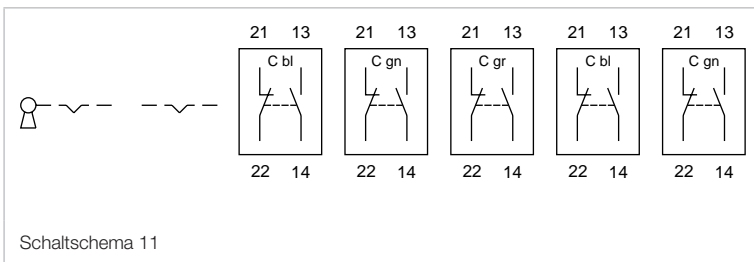 21 13 21 13 21 13 21 13 21 13
C bl C gn C gr C bl C gn
22 14 22 14 22 14 22 14 22 14
Schaltschema 11